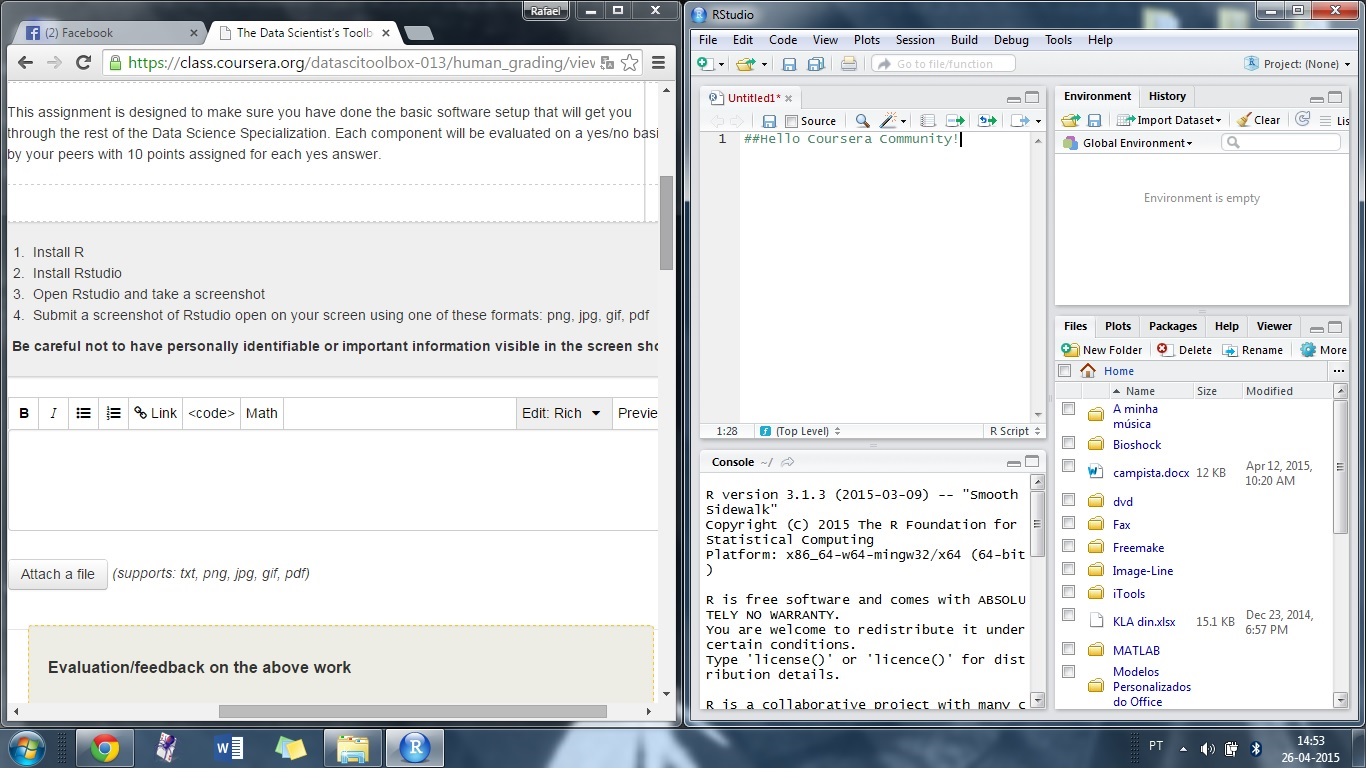 Rafael
(2) Facebook
The Data Scientist's Toolb
https://class.coursera.org/datascitoolbox-013/human_grading/view
This assignment is designed to make sure you have done the basic software setup that will get you
through the rest of the Data Science Specialization. Each component will be evaluated on a yes/no basi
by your peers with 10 points assigned for each yes answer.
1. Install R
2. Install Rstudio
3. Open Rstudio and take a screenshot
4. Submit a screenshot of Rstudio open on your screen using one of these formats: png, jpg, gif, pdf
Be careful not to have personally identifiable or important information visible in the screen sho
B I Link <code> Math Edit: Rich Previe
Attach a file (supports: txt, png, jpg, gif, pdf)
Evaluation/feedback on the above work
RStudio
File Edit Code View Plots Session Build Debug Tools Help
Go to file/function
Project: (None)
Untitled1*
Source
1 ##Hello Coursera Community!
1:28 (Top Level) R Script
Console ~/
R version 3.1.3 (2015-03-09) -- "Smooth
Sidewalk"
Copyright (C) 2015 The R Foundation for
Statistical Computing
Platform: x86_64-w64-mingw32/x64 (64-bit
)
R is free software and comes with ABSOLU
TELY NO WARRANTY.
You are welcome to redistribute it under
certain conditions.
Type 'license()' or 'licence()' for dist
ribution details.
R is a collaborative project with many c
Environment History
Import Dataset Clear Lis
Global Environment
Environment is empty
Files Plots Packages Help Viewer
New Folder Delete Rename More
Home ...
Name Size Modified
A minha
música
Bioshock
campista.docx 12 KB Apr 12, 2015,
10:20 AM
dvd
Fax
Freemake
Image-Line
iTools
KLA din.xlsx 15.1 KB Dec 23, 2014,
6:57 PM
MATLAB
Modelos
Personalizados
do Office
PT
14:53
26-04-2015